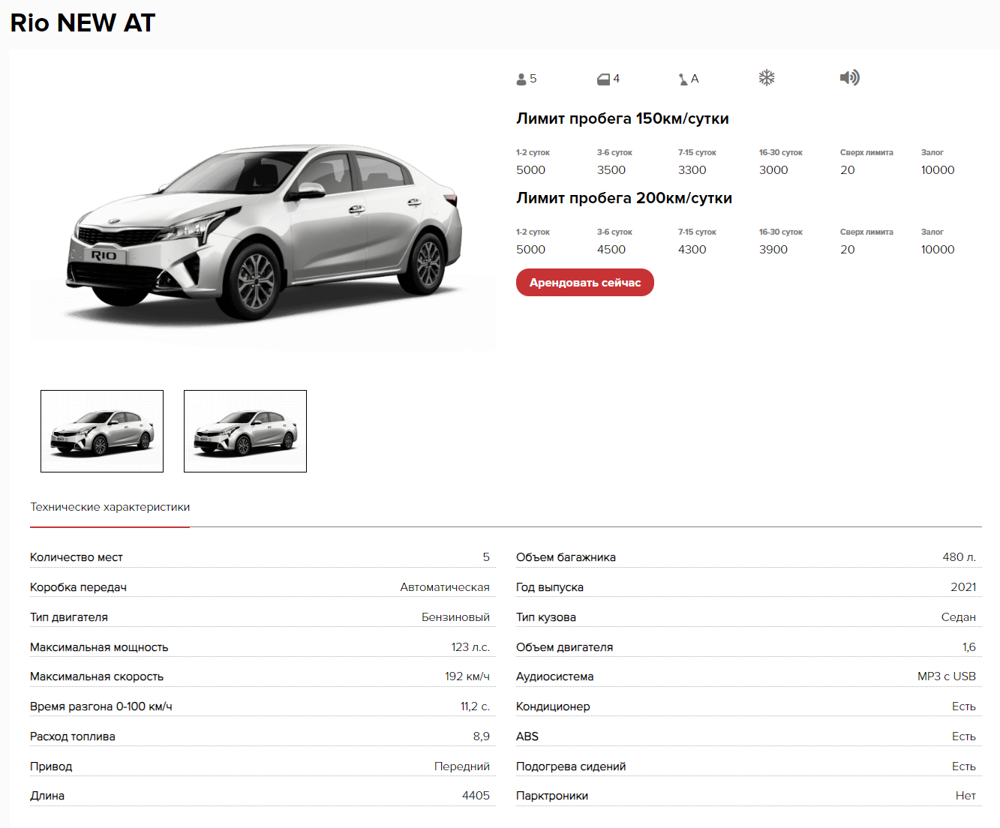 Rio NEW AT
5 4 A
Лимит пробега 150км/сутки
1-2 суток 3-6 суток 7-15 суток 16-30 суток Сверх лимита Залог
5000 3500 3300 3000 20 10000
Лимит пробега 200км/сутки
1-2 суток 3-6 суток 7-15 суток 16-30 суток Сверх лимита Залог
5000 4500 4300 3900 20 10000
Арендовать сейчас
RIO
Технические характеристики
Количество мест 5
Коробка передач Автоматическая
Тип двигателя Бензиновый
Максимальная мощность 123 л.с.
Максимальная скорость 192 км/ч
Время разгона 0-100 км/ч 11,2 с.
Расход топлива 8,9
Привод Передний
Длина 4405
Объем багажника 480 л.
Год выпуска 2021
Тип кузова Седан
Объем двигателя 1,6
Аудиосистема MP3 с USB
Кондиционер Есть
ABS Есть
Подогрева сидений Есть
Парктроники Нет